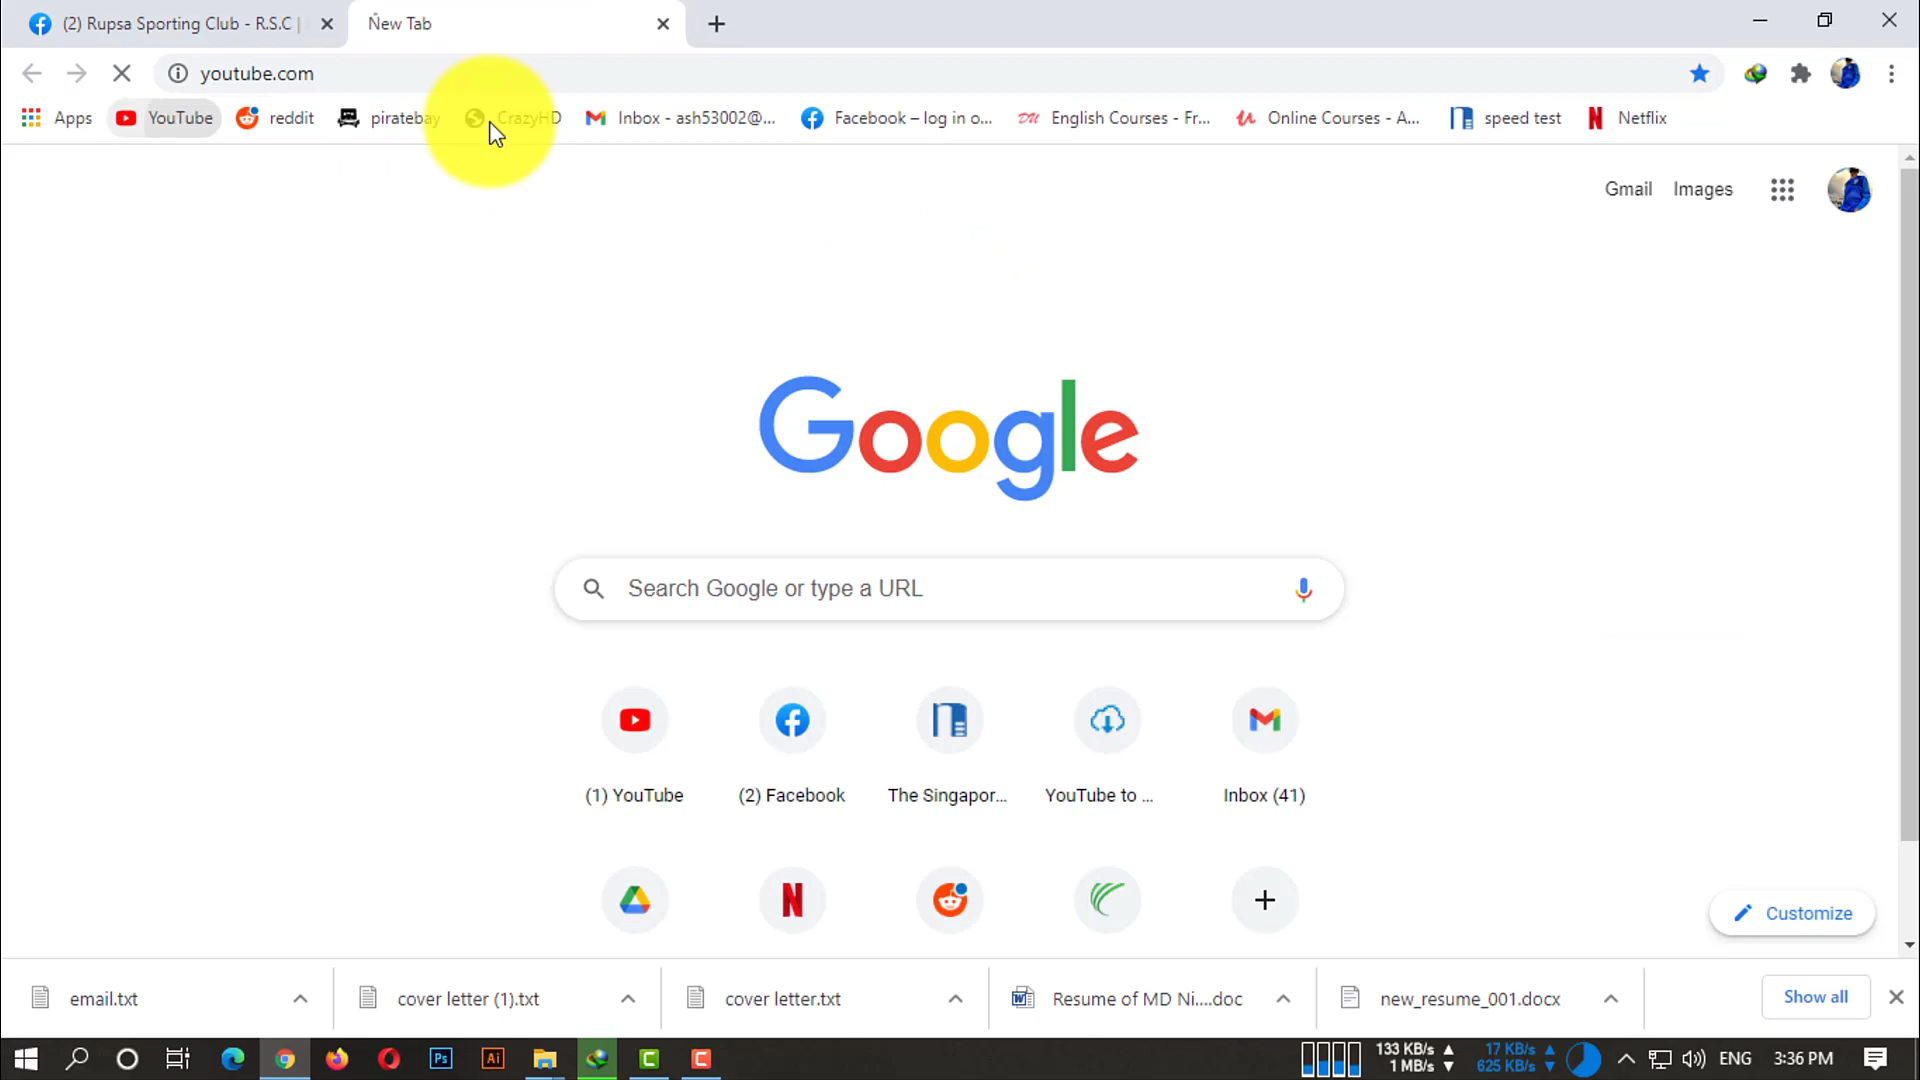 (2) Rupsa Sporting Club - R.S.C |
New Tab
youtube.com
Apps YouTube reddit piratebay CrazyHD Inbox - ash53002@... Facebook – log in o... English Courses - Fr... Online Courses - A... speed test Netflix
Gmail Images
Google
Search Google or type a URL
(1) YouTube (2) Facebook The Singapor... YouTube to ... Inbox (41)
Customize
email.txt cover letter (1).txt cover letter.txt Resume of MD Ni....doc new_resume_001.docx Show all
133 KB/s 17 KB/s
1 MB/s 625 KB/s
ENG 3:36 PM